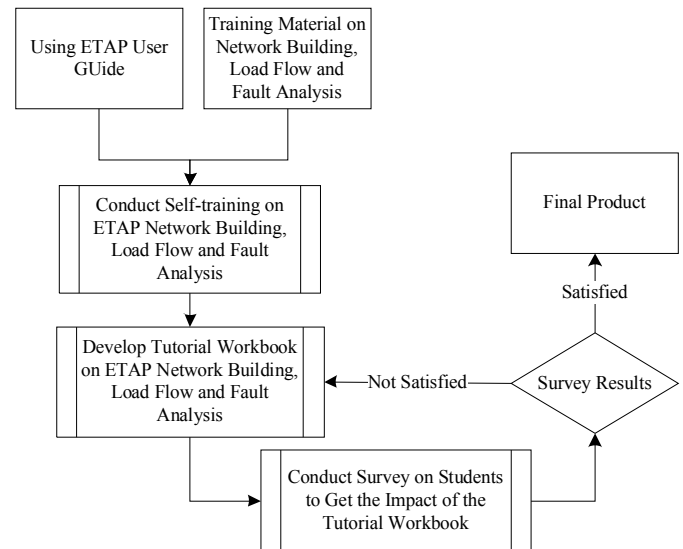 Using ETAP User
GUide
Training Material on
Network Building,
Load Flow and
Fault Analysis
Conduct Self-training on
ETAP Network Building,
Load Flow and Fault
Analysis
Final Product
Satisfied
Develop Tutorial Workbook
on ETAP Network Building,
Load Flow and Fault
Analysis
Not Satisfied
Survey Results
Conduct Survey on Students
to Get the Impact of the
Tutorial Workbook